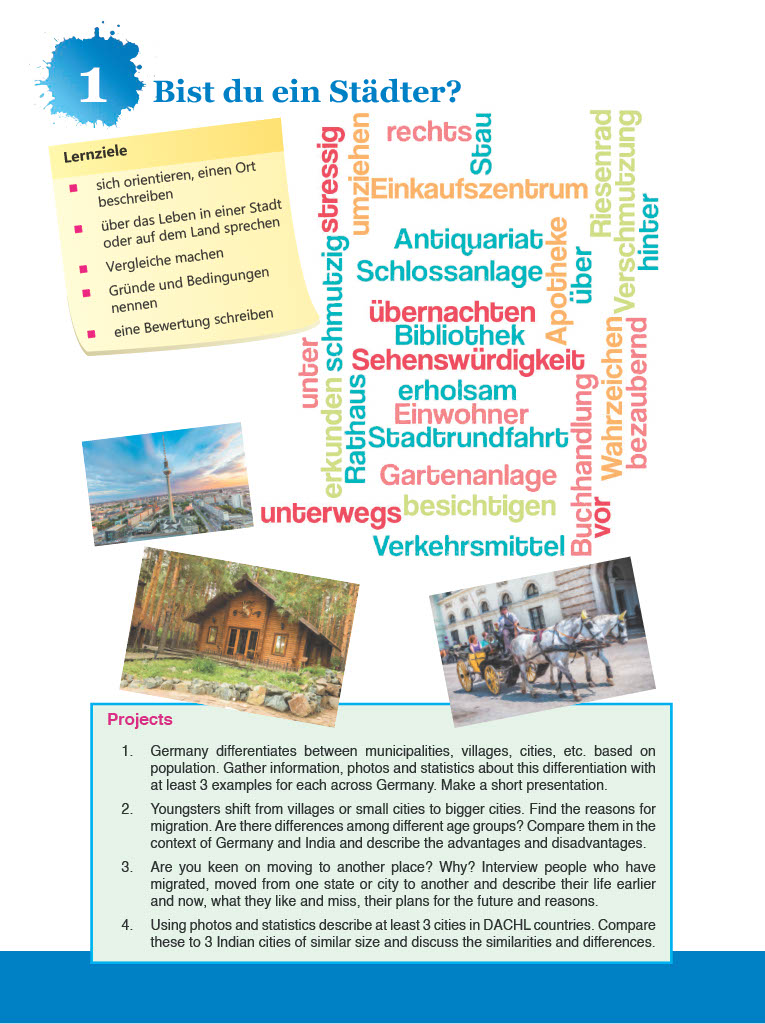 1
Bist du ein Städter?
Lernziele
sich orientieren, einen Ort
beschreiben
über das Leben in einer Stadt
oder auf dem Land sprechen
Vergleiche machen
Gründe und Bedingungen
nennen
eine Bewertung schreiben
stressig
umziehen
rechts
Stau
Einkaufszentrum
Riesenrad
Verschmutzung
hinter
Antiquariat
Schlossanlage
Apotheke
über
schmutzig
übernachten
Bibliothek
Sehenswürdigkeit
unter
erkunden
Rathaus
erholsam
Einwohner
Stadtrundfahrt
Gartenanlage
Buchhandlung
Wahrzeichen
bezaubernd
unterwegs
besichtigen
vor
Verkehrsmittel
Projects
1. Germany differentiates between municipalities, villages, cities, etc. based on
population. Gather information, photos and statistics about this differentiation with
at least 3 examples for each across Germany. Make a short presentation.
2. Youngsters shift from villages or small cities to bigger cities. Find the reasons for
migration. Are there differences among different age groups? Compare them in the
context of Germany and India and describe the advantages and disadvantages.
3. Are you keen on moving to another place? Why? Interview people who have
migrated, moved from one state or city to another and describe their life earlier
and now, what they like and miss, their plans for the future and reasons.
4. Using photos and statistics describe at least 3 cities in DACHL countries. Compare
these to 3 Indian cities of similar size and discuss the similarities and differences.